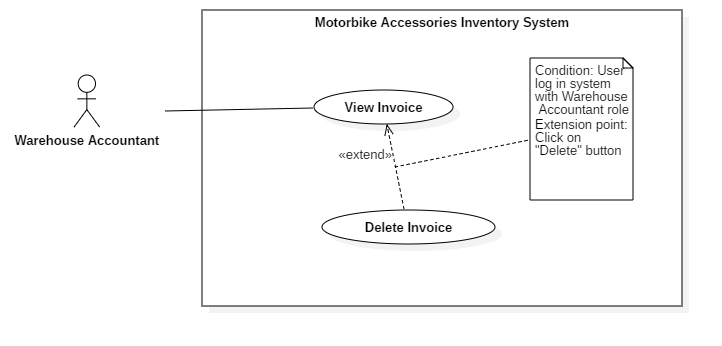 Motorbike Accessories Inventory System
Condition: User
log in system
with Warehouse
Accountant role
Extension point:
Click on
"Delete" button
View Invoice
Warehouse Accountant
«extend»
Delete Invoice